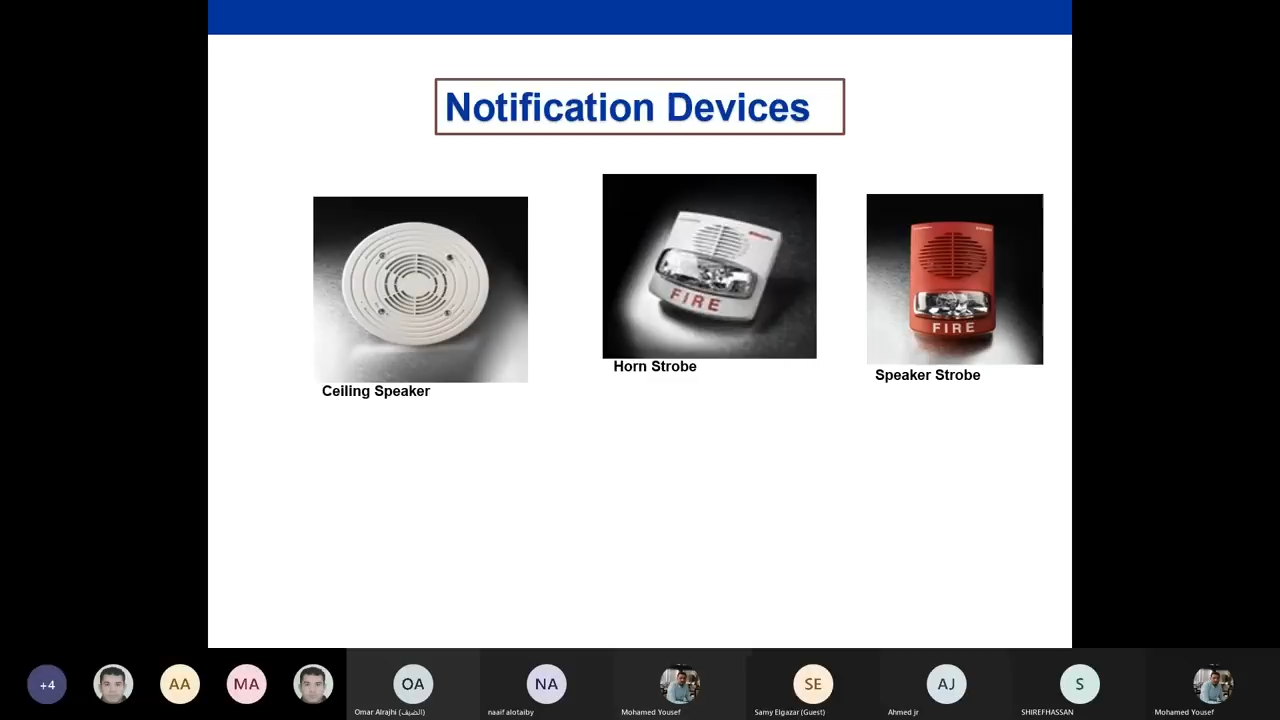 Notification Devices
FIRE
FIRE
Horn Strobe
Speaker Strobe
Ceiling Speaker
+4
AA
MA
OA
NA
SE
AJ
S
Omar Alrajhi (الضيف)
naaif alotaiby
Mohamed Yousef
Samy Elgazar (Guest)
Ahmed jr
SHIREFHASSAN
Mohamed Yousef